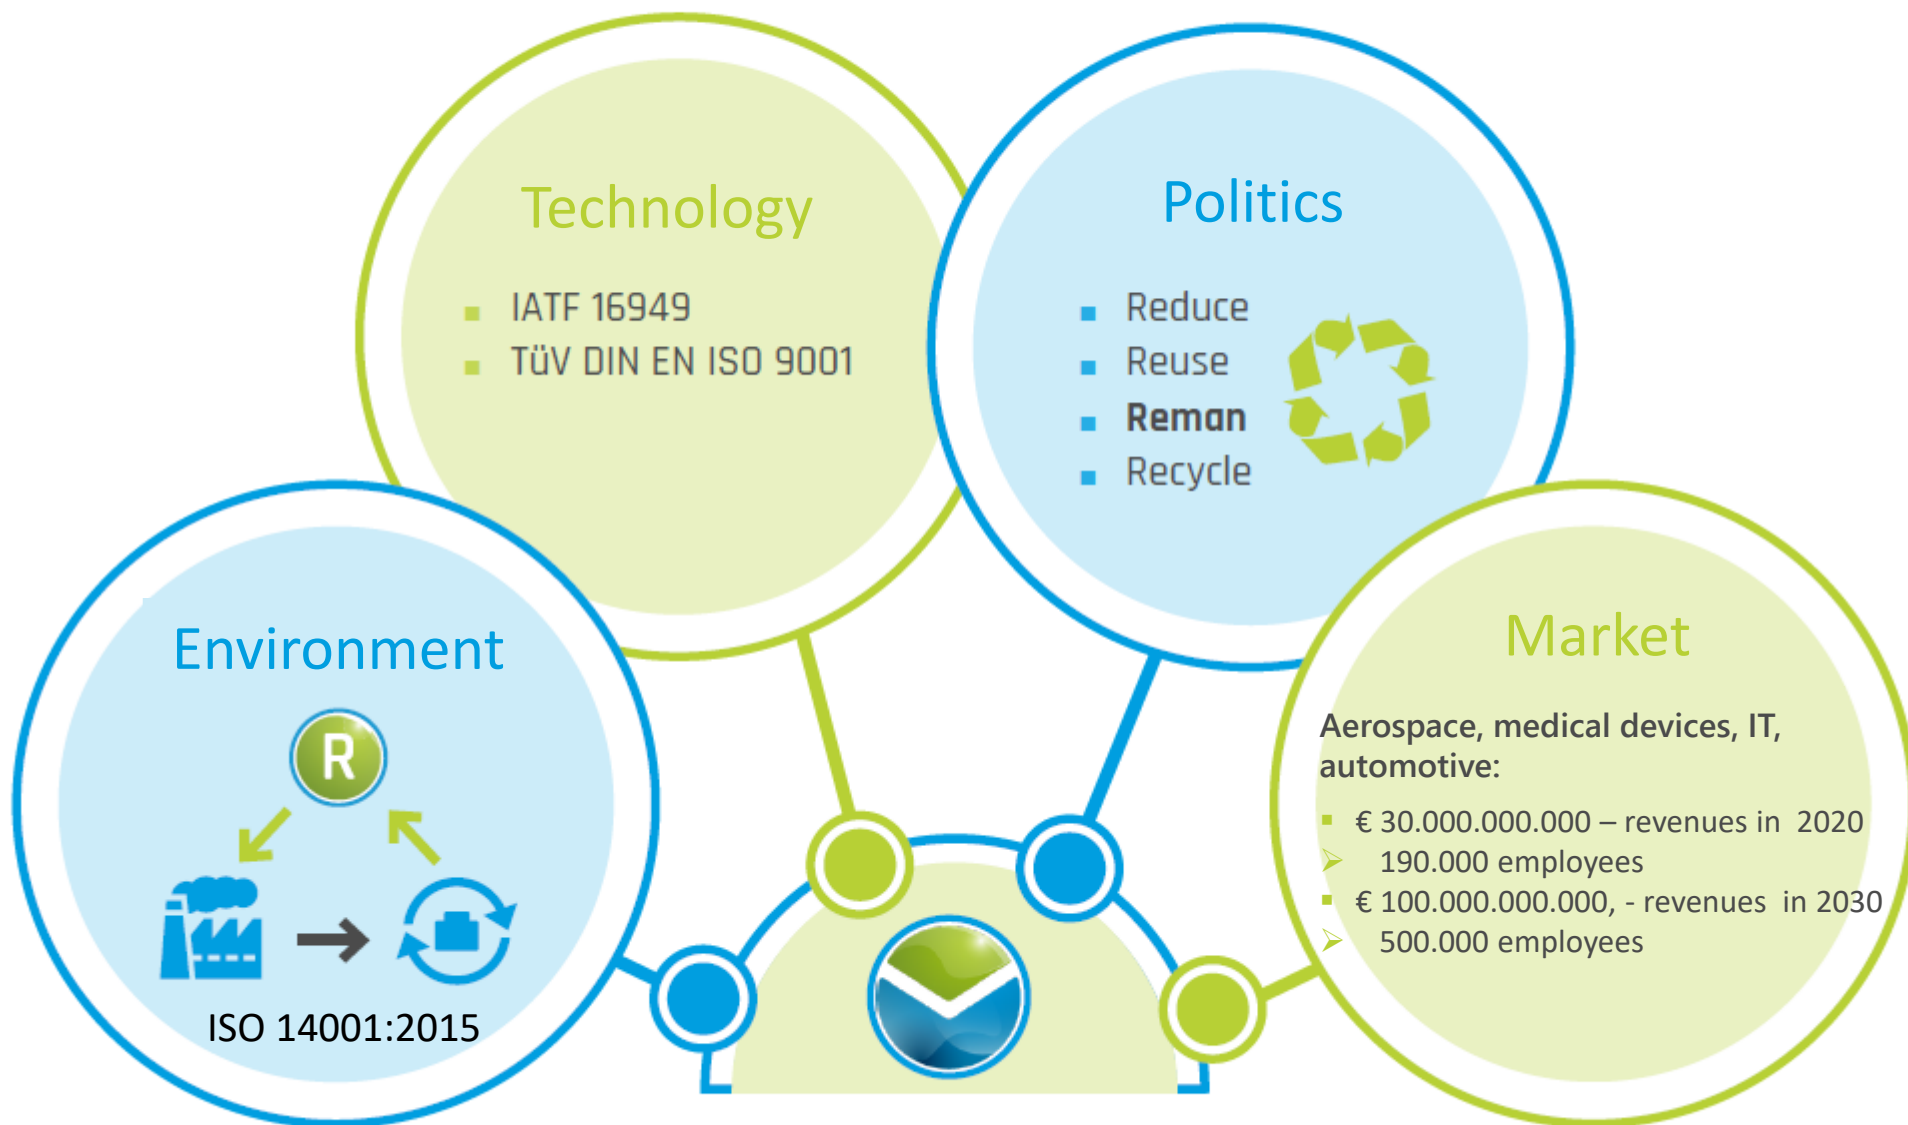 Technology
IATF 16949
TüV DIN EN ISO 9001
Politics
Reduce
Reuse
Reman
Recycle
Environment
R
ISO 14001:2015
Market
Aerospace, medical devices, IT,
automotive:
€ 30.000.000.000 – revenues in 2020
190.000 employees
€ 100.000.000.000, - revenues in 2030
500.000 employees